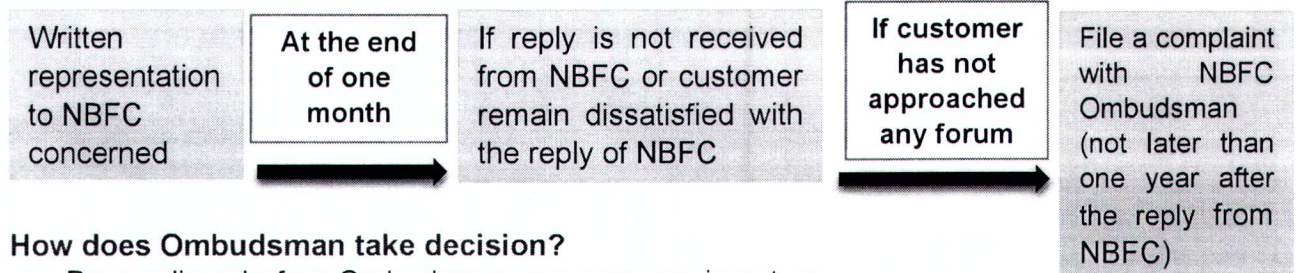 Written
representation
to NBFC
concerned
At the end
of one
month
If reply is not received
from NBFC or customer
remain dissatisfied with
the reply of NBFC
If customer
has not
approached
any forum
File a complaint
with NBFC
Ombudsman
(not later than
one year after
the reply from
NBFC)
How does Ombudsman take decision?